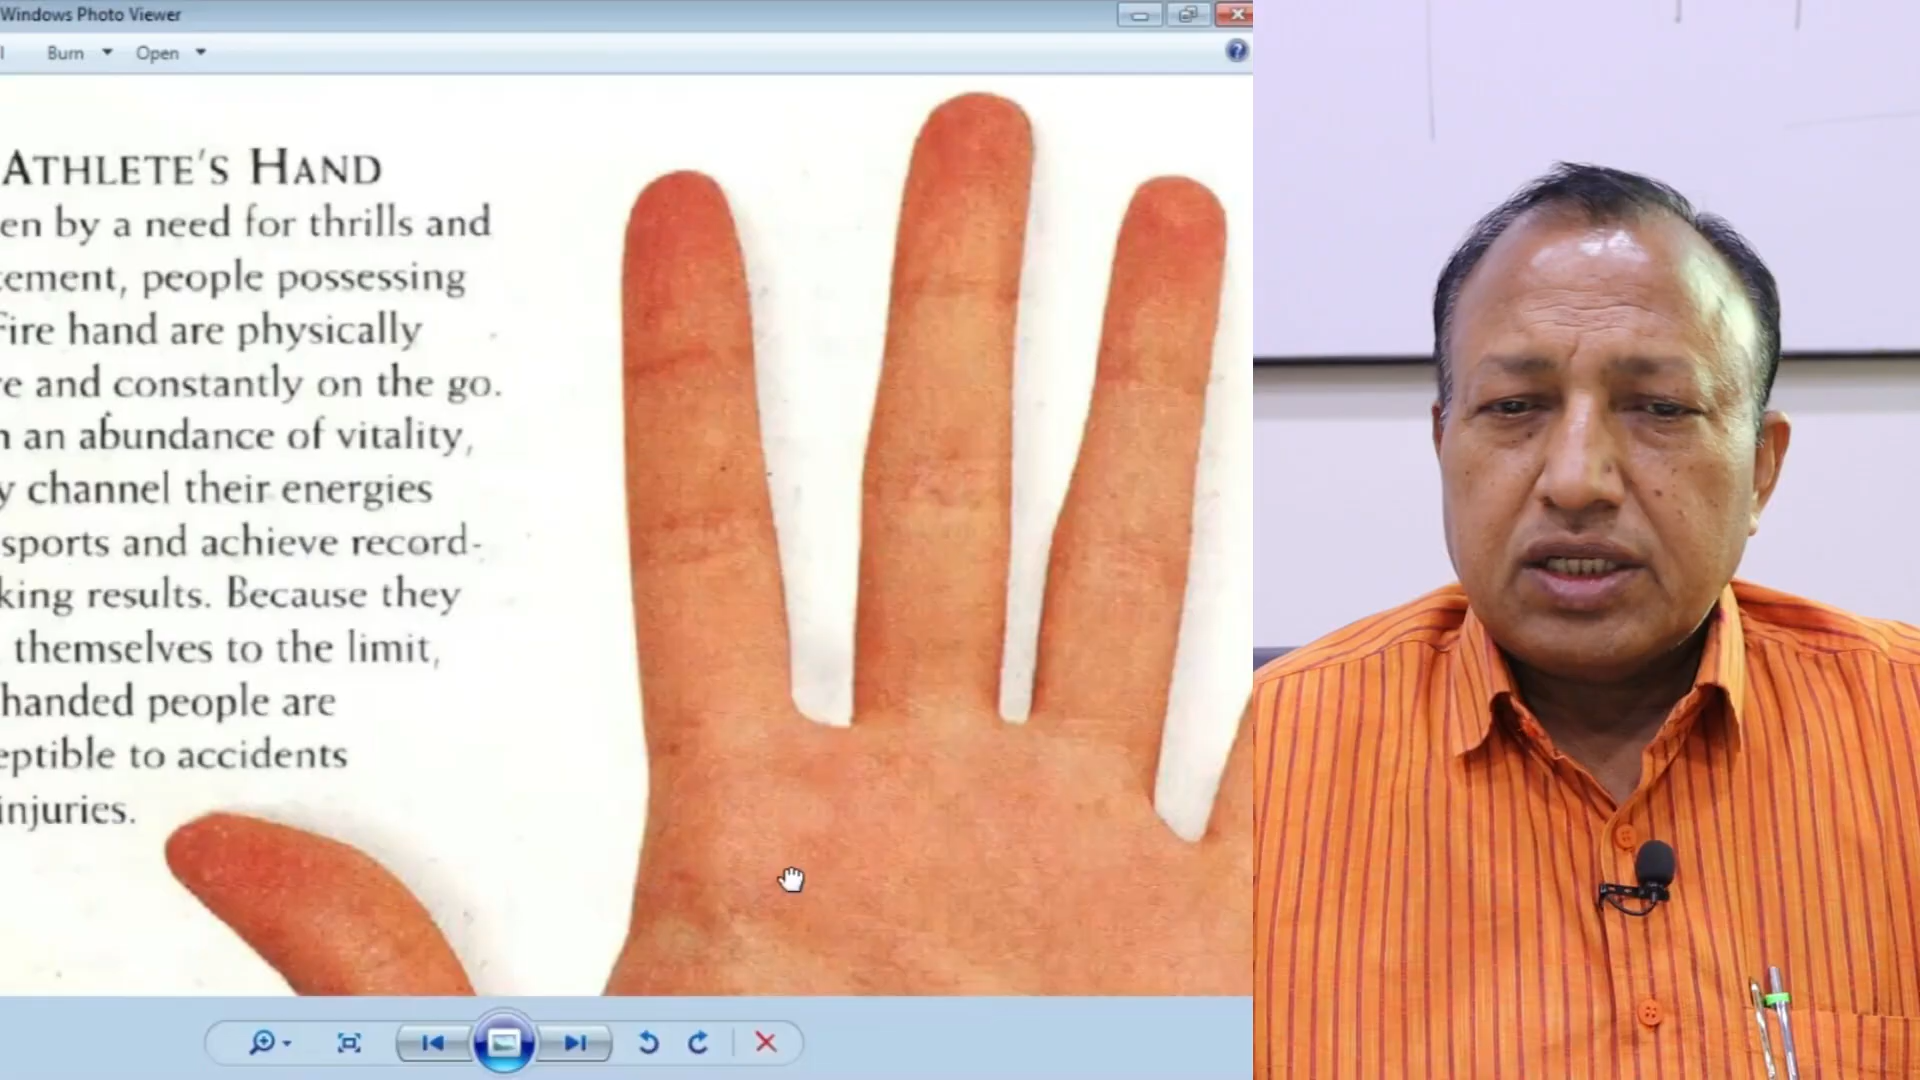 Windows Photo Viewer
Burn Open
ATHLETE'S HAND
en by a need for thrills and
ement, people possessing
Fire hand are physically
e and constantly on the go.
an abundance of vitality,
y channel their energies
sports and achieve record-
king results. Because they
themselves to the limit,
handed people are
eptible to accidents
injuries.